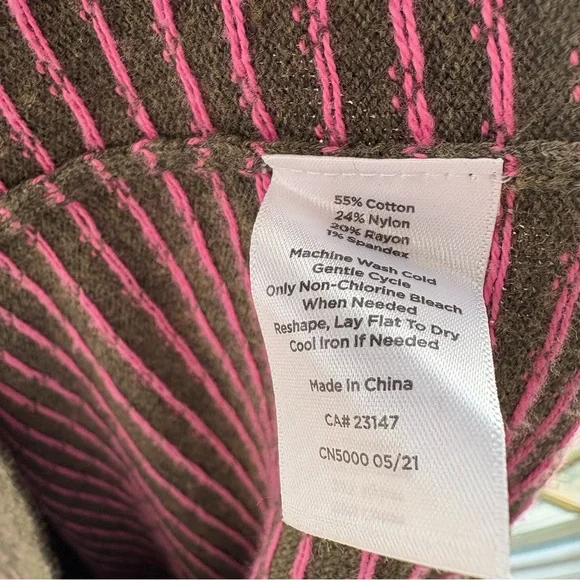 55% Cotton
24% Nylon
20% Rayon
1% Spandex
Machine Wash Cold
Gentle Cycle
Only Non-Chlorine Bleach
When Needed
Reshape, Lay Flat To Dry
Cool Iron If Needed
Made In China
CA# 23147
CN5000 05/21